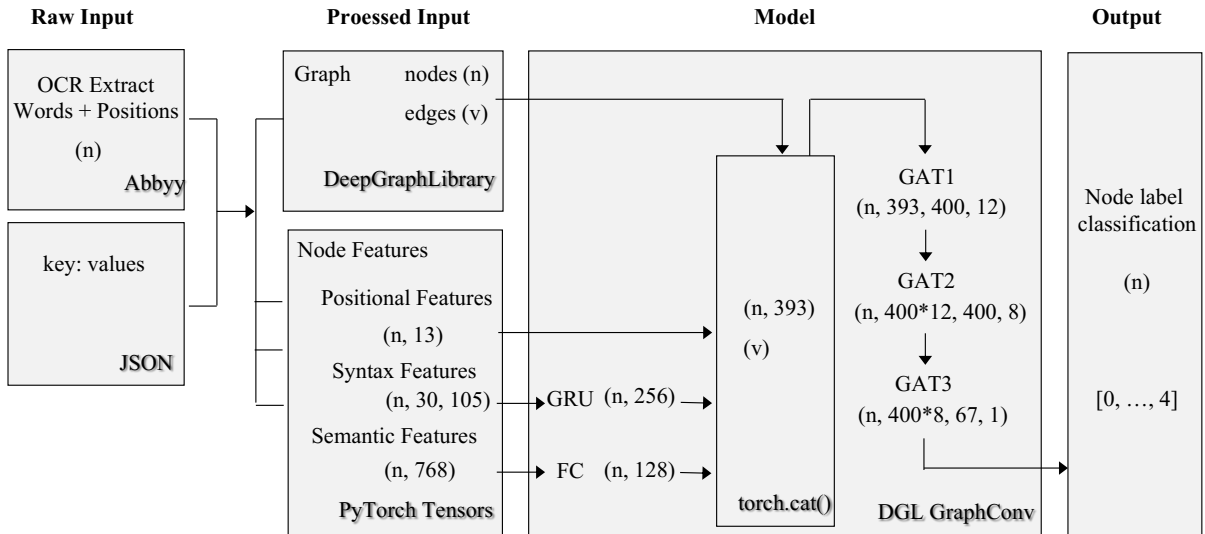 Raw Input
Proessed Input
Model
Output
OCR Extract
Words + Positions
(n)
Abbyy
key: values
JSON
Graph nodes (n)
edges (v)
DeepGraphLibrary
Node Features
Positional Features
(n, 13)
Syntax Features
(n, 30, 105)
Semantic Features
(n, 768)
PyTorch Tensors
GRU (n, 256)
FC (n, 128)
(n, 393)
(v)
torch.cat()
GAT1
(n, 393, 400, 12)
GAT2
(n, 400*12, 400, 8)
GAT3
(n, 400*8, 67, 1)
DGL GraphConv
Node label
classification
(n)
[0, …, 4]